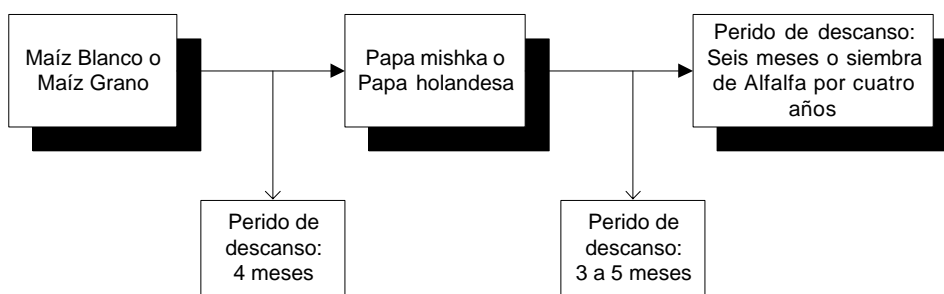 Maíz Blanco o
Maíz Grano
Papa mishka o
Papa holandesa
Perido de descanso:
Seis meses o siembra
de Alfalfa por cuatro
años
Perido de
descanso:
4 meses
Perido de
descanso:
3 a 5 meses